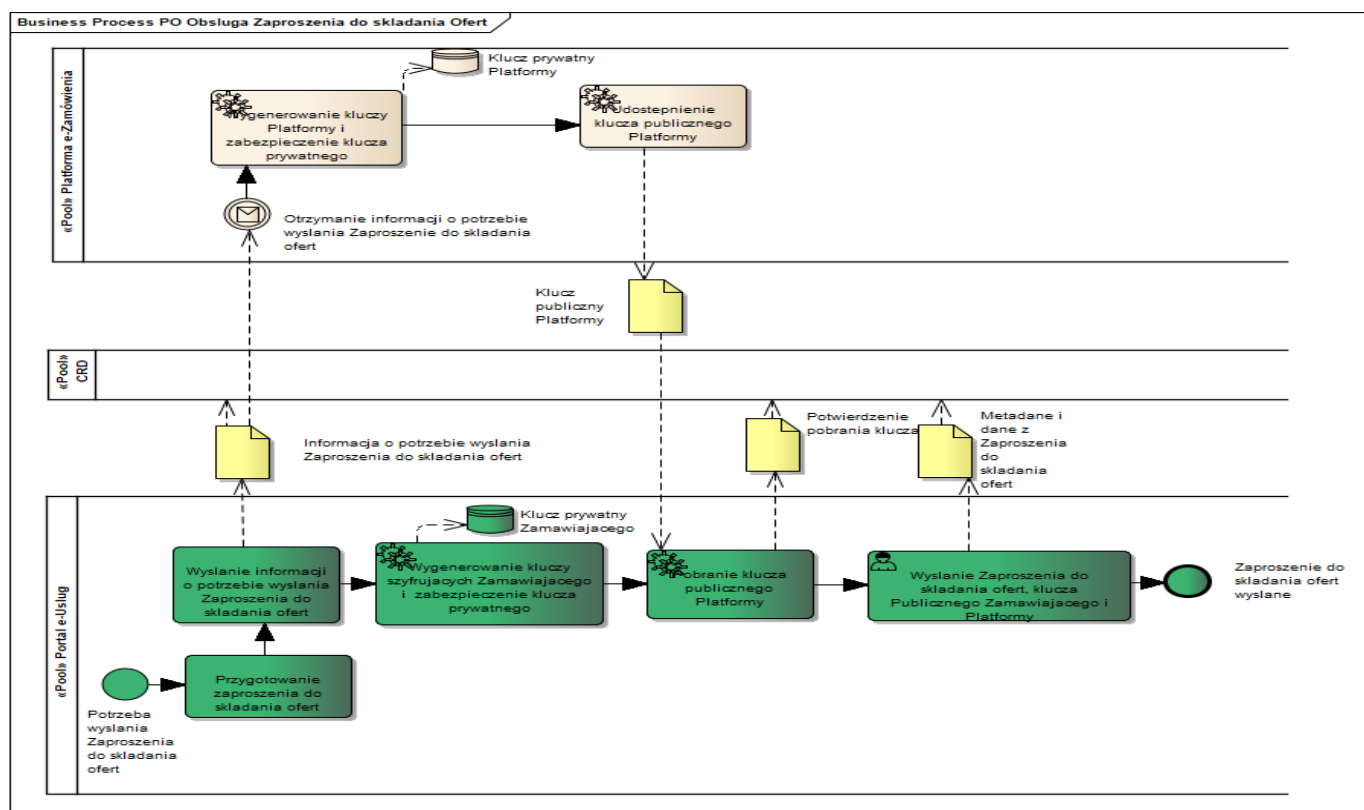 Business Process PO Obsluga Zaproszenia do skladania Ofert
«Pool» Platforma e-Zamówienia
Klucz prywatny
Platformy
Wygenerowanie kluczy
Platformy i
zabezpieczenie klucza
prywatnego
Udostepnienie
klucza publicznego
Platformy
Otrzymanie informacji o potrzebie
wyslania Zaproszenie do skladania
ofert
Klucz
publiczny
Platformy
«Pool»
CRD
Informacja o potrzebie wyslania
Zaproszenia do skladania ofert
Potwierdzenie
pobrania klucza
Metadane i
dane z
Zaproszenia
do
skladania
ofert
«Pool» Portal e-Uslug
Klucz prywatny
Zamawiajacego
Wyslanie informacji
o potrzebie wyslania
Zaproszenia do
skladania ofert
Wygenerowanie kluczy
szyfrujacych Zamawiajacego
i zabezpieczenie klucza
prywatnego
Pobranie klucza
publicznego
Platformy
Wyslanie Zaproszenia do
skladania ofert, klucza
Publicznego Zamawiajacego i
Platformy
Zaproszenie do
skladania ofert
wyslane
Przygotowanie
zaproszenia do
skladania ofert
Potrzeba
wyslania
Zaproszenia
do skladania
ofert